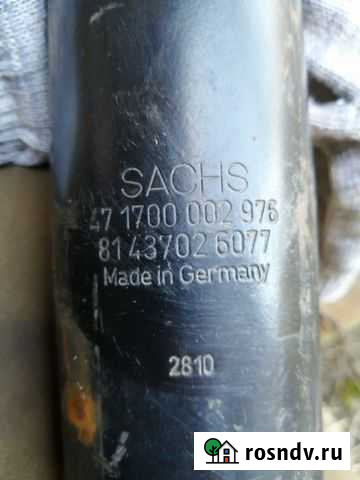 SACHS
47 1700 002 976
81 43702 6077
Made in Germany
2810
rosndv.ru